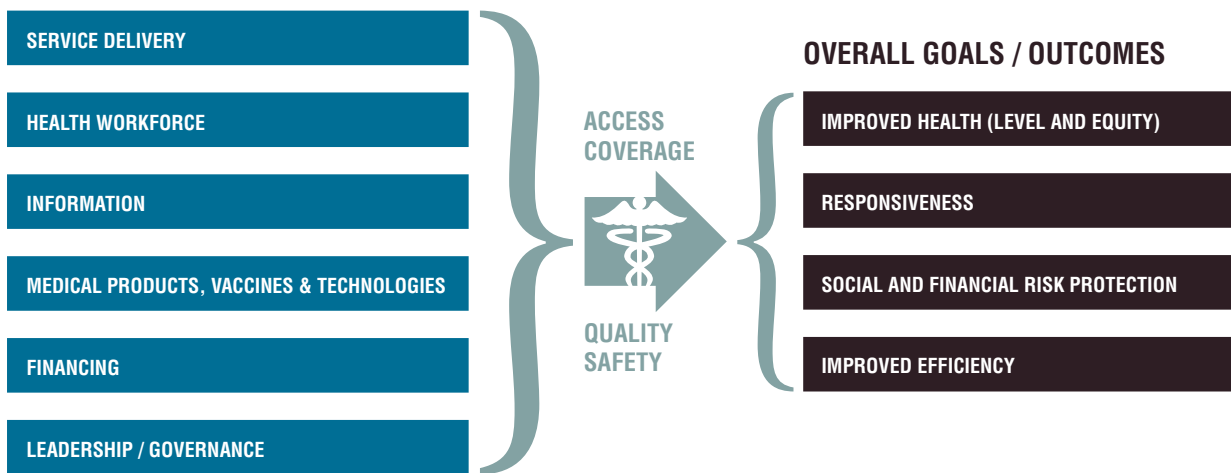 SERVICE DELIVERY
HEALTH WORKFORCE
INFORMATION
MEDICAL PRODUCTS, VACCINES & TECHNOLOGIES
FINANCING
LEADERSHIP / GOVERNANCE
ACCESS
COVERAGE
QUALITY
SAFETY
OVERALL GOALS / OUTCOMES
IMPROVED HEALTH (LEVEL AND EQUITY)
RESPONSIVENESS
SOCIAL AND FINANCIAL RISK PROTECTION
IMPROVED EFFICIENCY